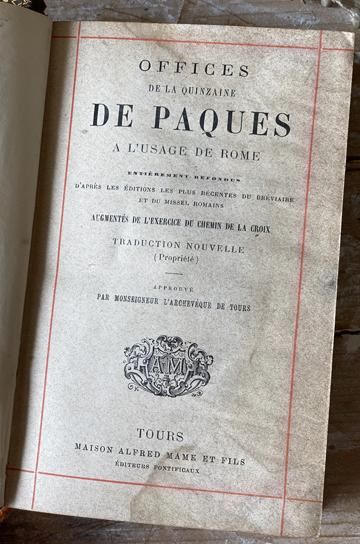 OFFICES
DE LA QUINZAINE
DE PAQUES
A L'USAGE DE ROME
ENTIÈREMENT REFONDUS
D'APRÈS LES ÉDITIONS LES PLUS RÉCENTES DU BRÉVIAIRE
ET DU MISSEL ROMAINS
AUGMENTÉS DE L'EXERCICE DU CHEMIN DE LA CROIX
TRADUCTION NOUVELLE
(Propriété)
APPROUVÉ
PAR MONSEIGNEUR L'ARCHEVÊQUE DE TOURS
AM
TOURS
MAISON ALFRED MAME ET FILS
ÉDITEURS PONTIFICAUX